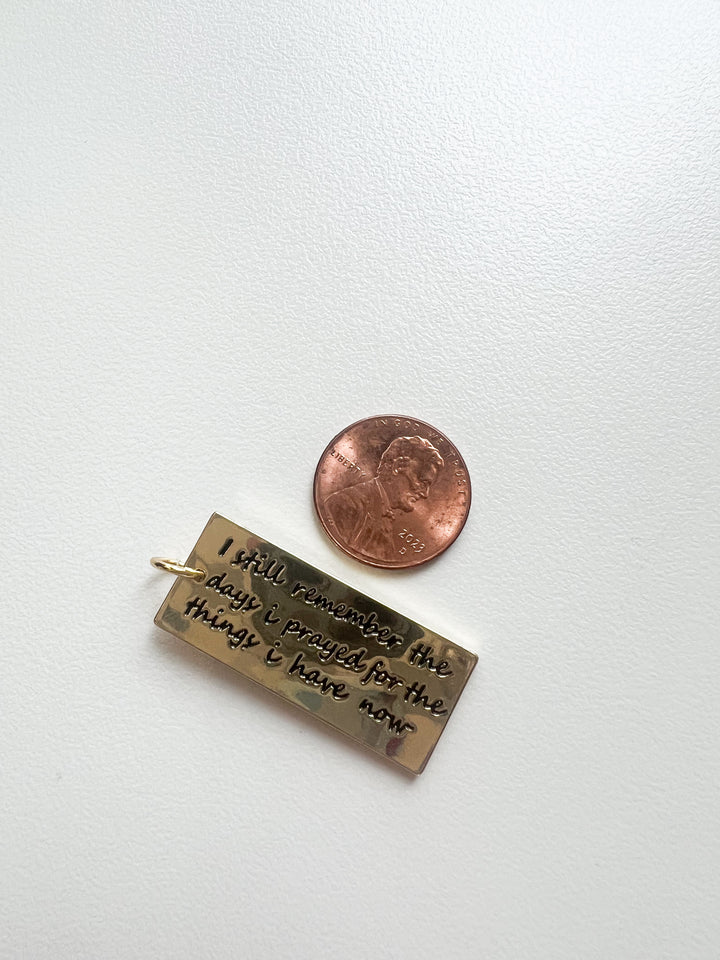 IN GOD WE TRUST
LIBERTY
2023
D
I still remember the
days i prayed for the
things i have now